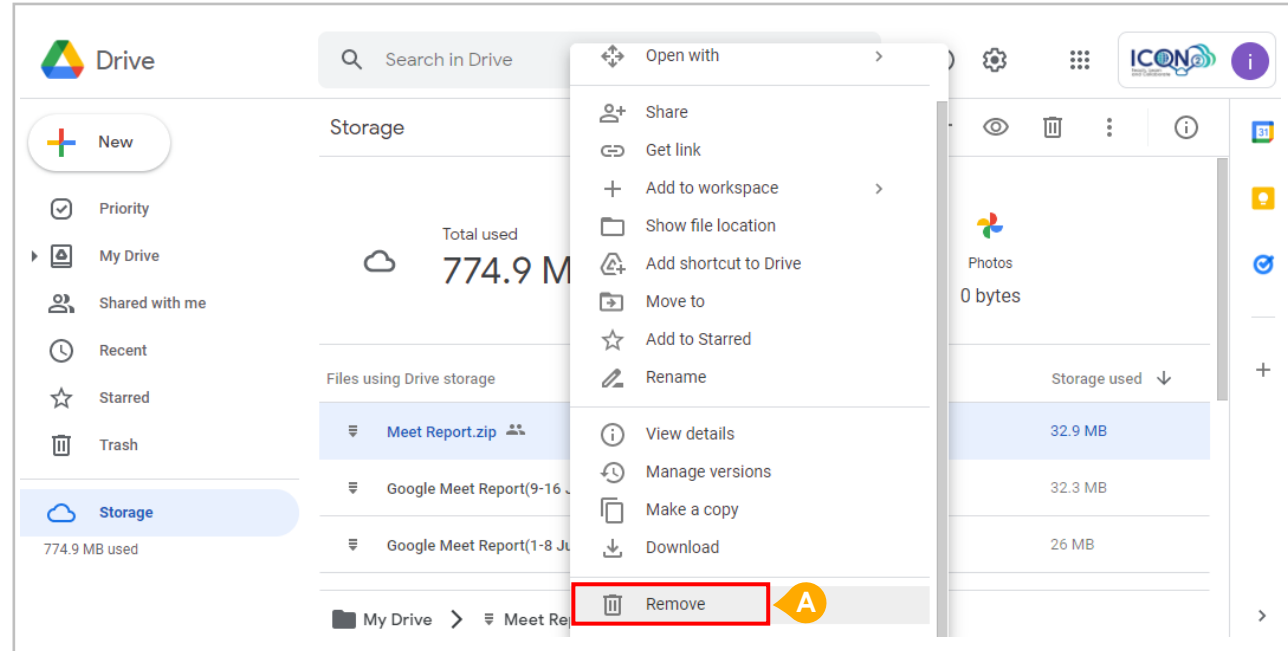 Drive
Search in Drive
ICON
i
New
Priority
My Drive
Shared with me
Recent
Starred
Trash
Storage
774.9 MB used
Storage
Total used
774.9 M
Photos
0 bytes
Files using Drive storage
Storage used
Meet Report.zip
32.9 MB
Google Meet Report(9-16 J
32.3 MB
Google Meet Report(1-8 Ju
26 MB
My Drive
Meet Re
Open with
Share
Get link
Add to workspace
Show file location
Add shortcut to Drive
Move to
Add to Starred
Rename
View details
Manage versions
Make a copy
Download
Remove
A
31